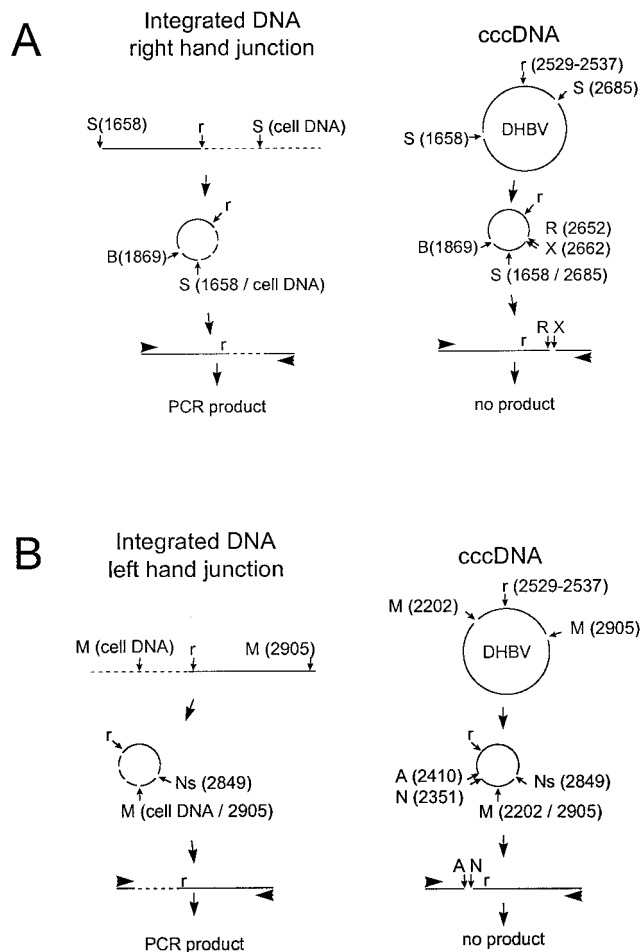 A
Integrated DNA
right hand junction
S(1658)
r
S (cell DNA)
r
B(1869)
S (1658 / cell DNA)
r
PCR product
cccDNA
r (2529-2537)
S (2685)
S (1658)
DHBV
r
R (2652)
X (2662)
B(1869)
S (1658 / 2685)
R X
r
no product
B
Integrated DNA
left hand junction
M (cell DNA)
r
M (2905)
r
Ns (2849)
M (cell DNA / 2905)
r
PCR product
cccDNA
r (2529-2537)
M (2202)
M (2905)
DHBV
r
A (2410)
N (2351)
Ns (2849)
M (2202 / 2905)
A N
r
no product